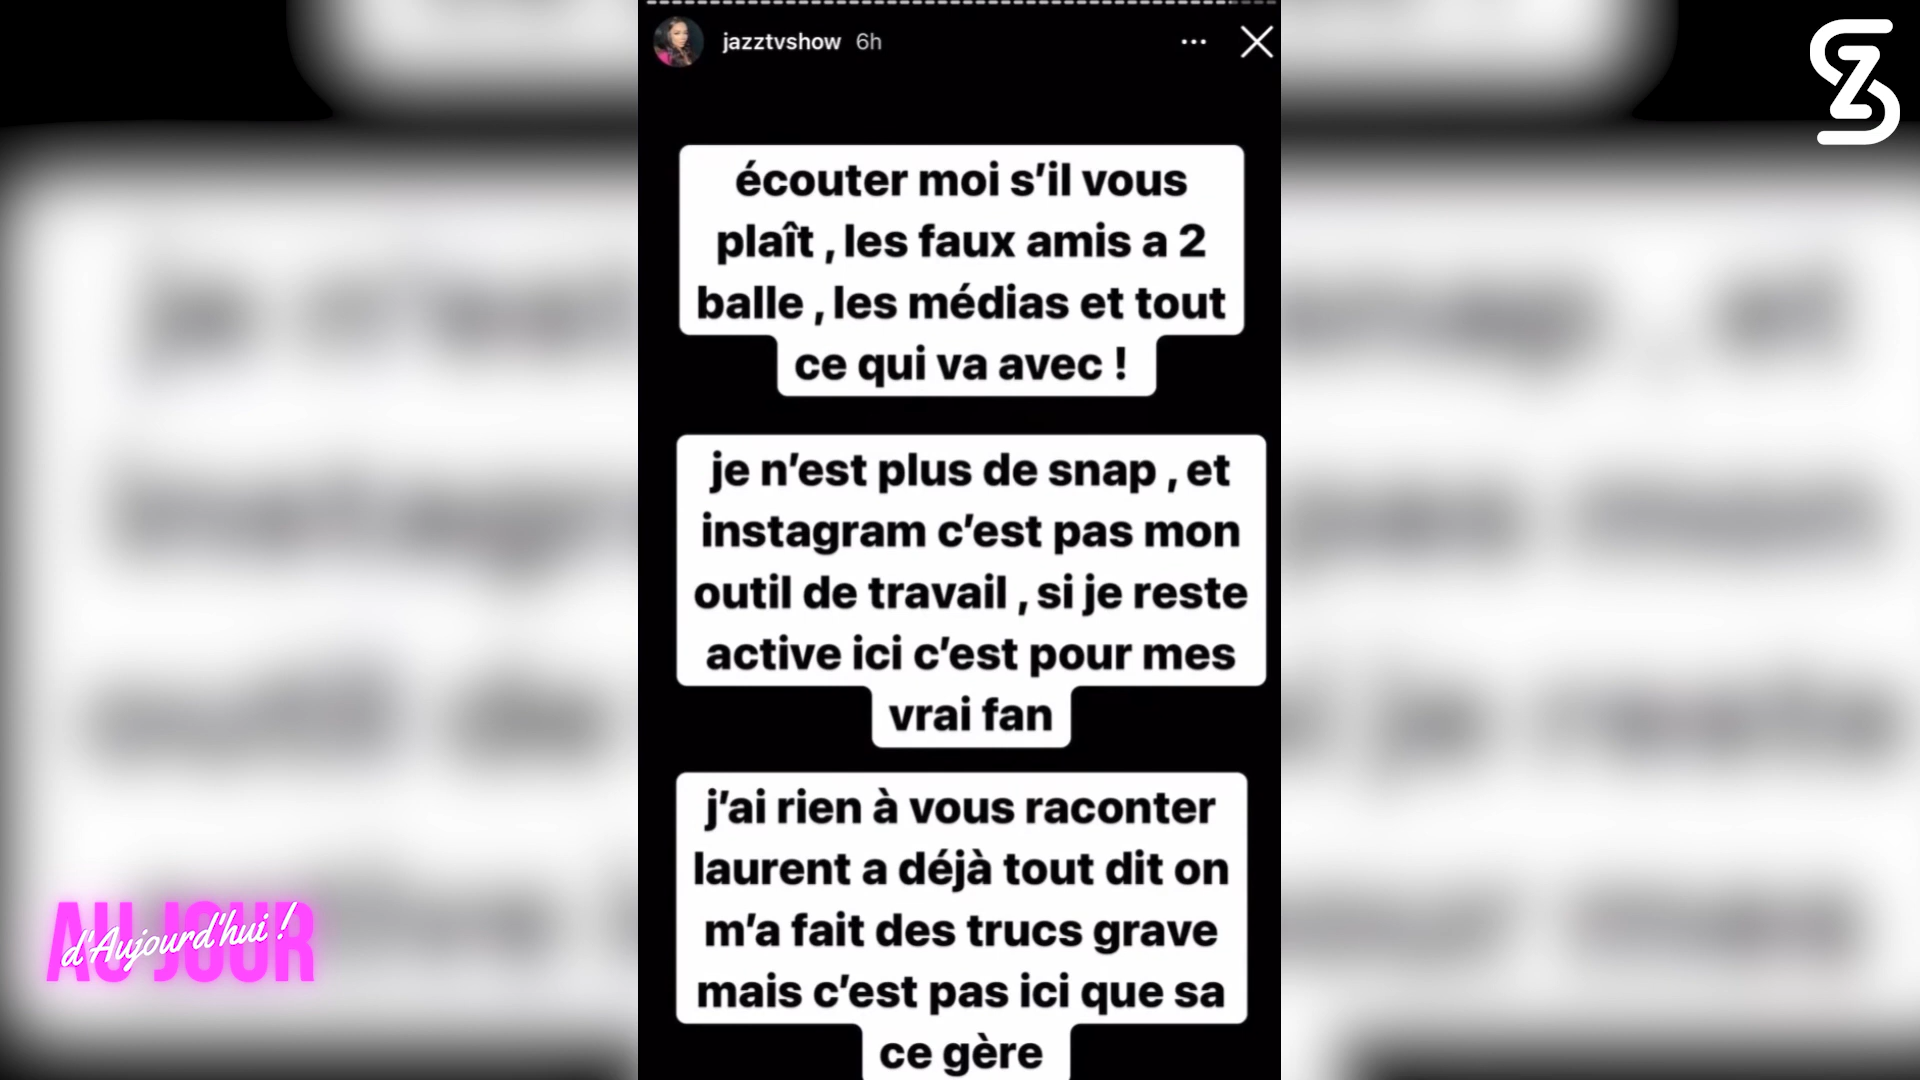 jazztvshow 6h
écouter moi s’il vous
plaît , les faux amis a 2
balle , les médias et tout
ce qui va avec !
je n’est plus de snap , et
instagram c’est pas mon
outil de travail , si je reste
active ici c’est pour mes
vrai fan
j’ai rien à vous raconter
laurent a déjà tout dit on
m’a fait des trucs grave
mais c’est pas ici que sa
ce gère
AU JOUR
d'Aujourd'hui !